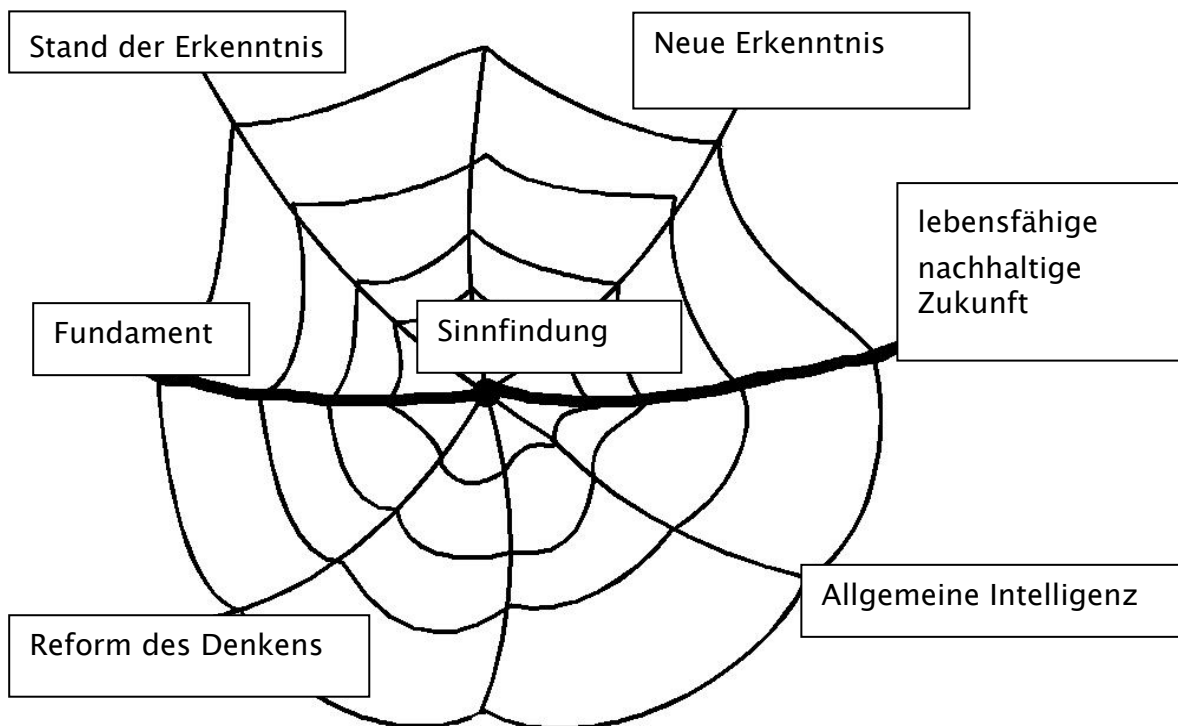 Stand der Erkenntnis
Neue Erkenntnis
lebensfähige
nachhaltige
Zukunft
Fundament
Sinnfindung
Allgemeine Intelligenz
Reform des Denkens